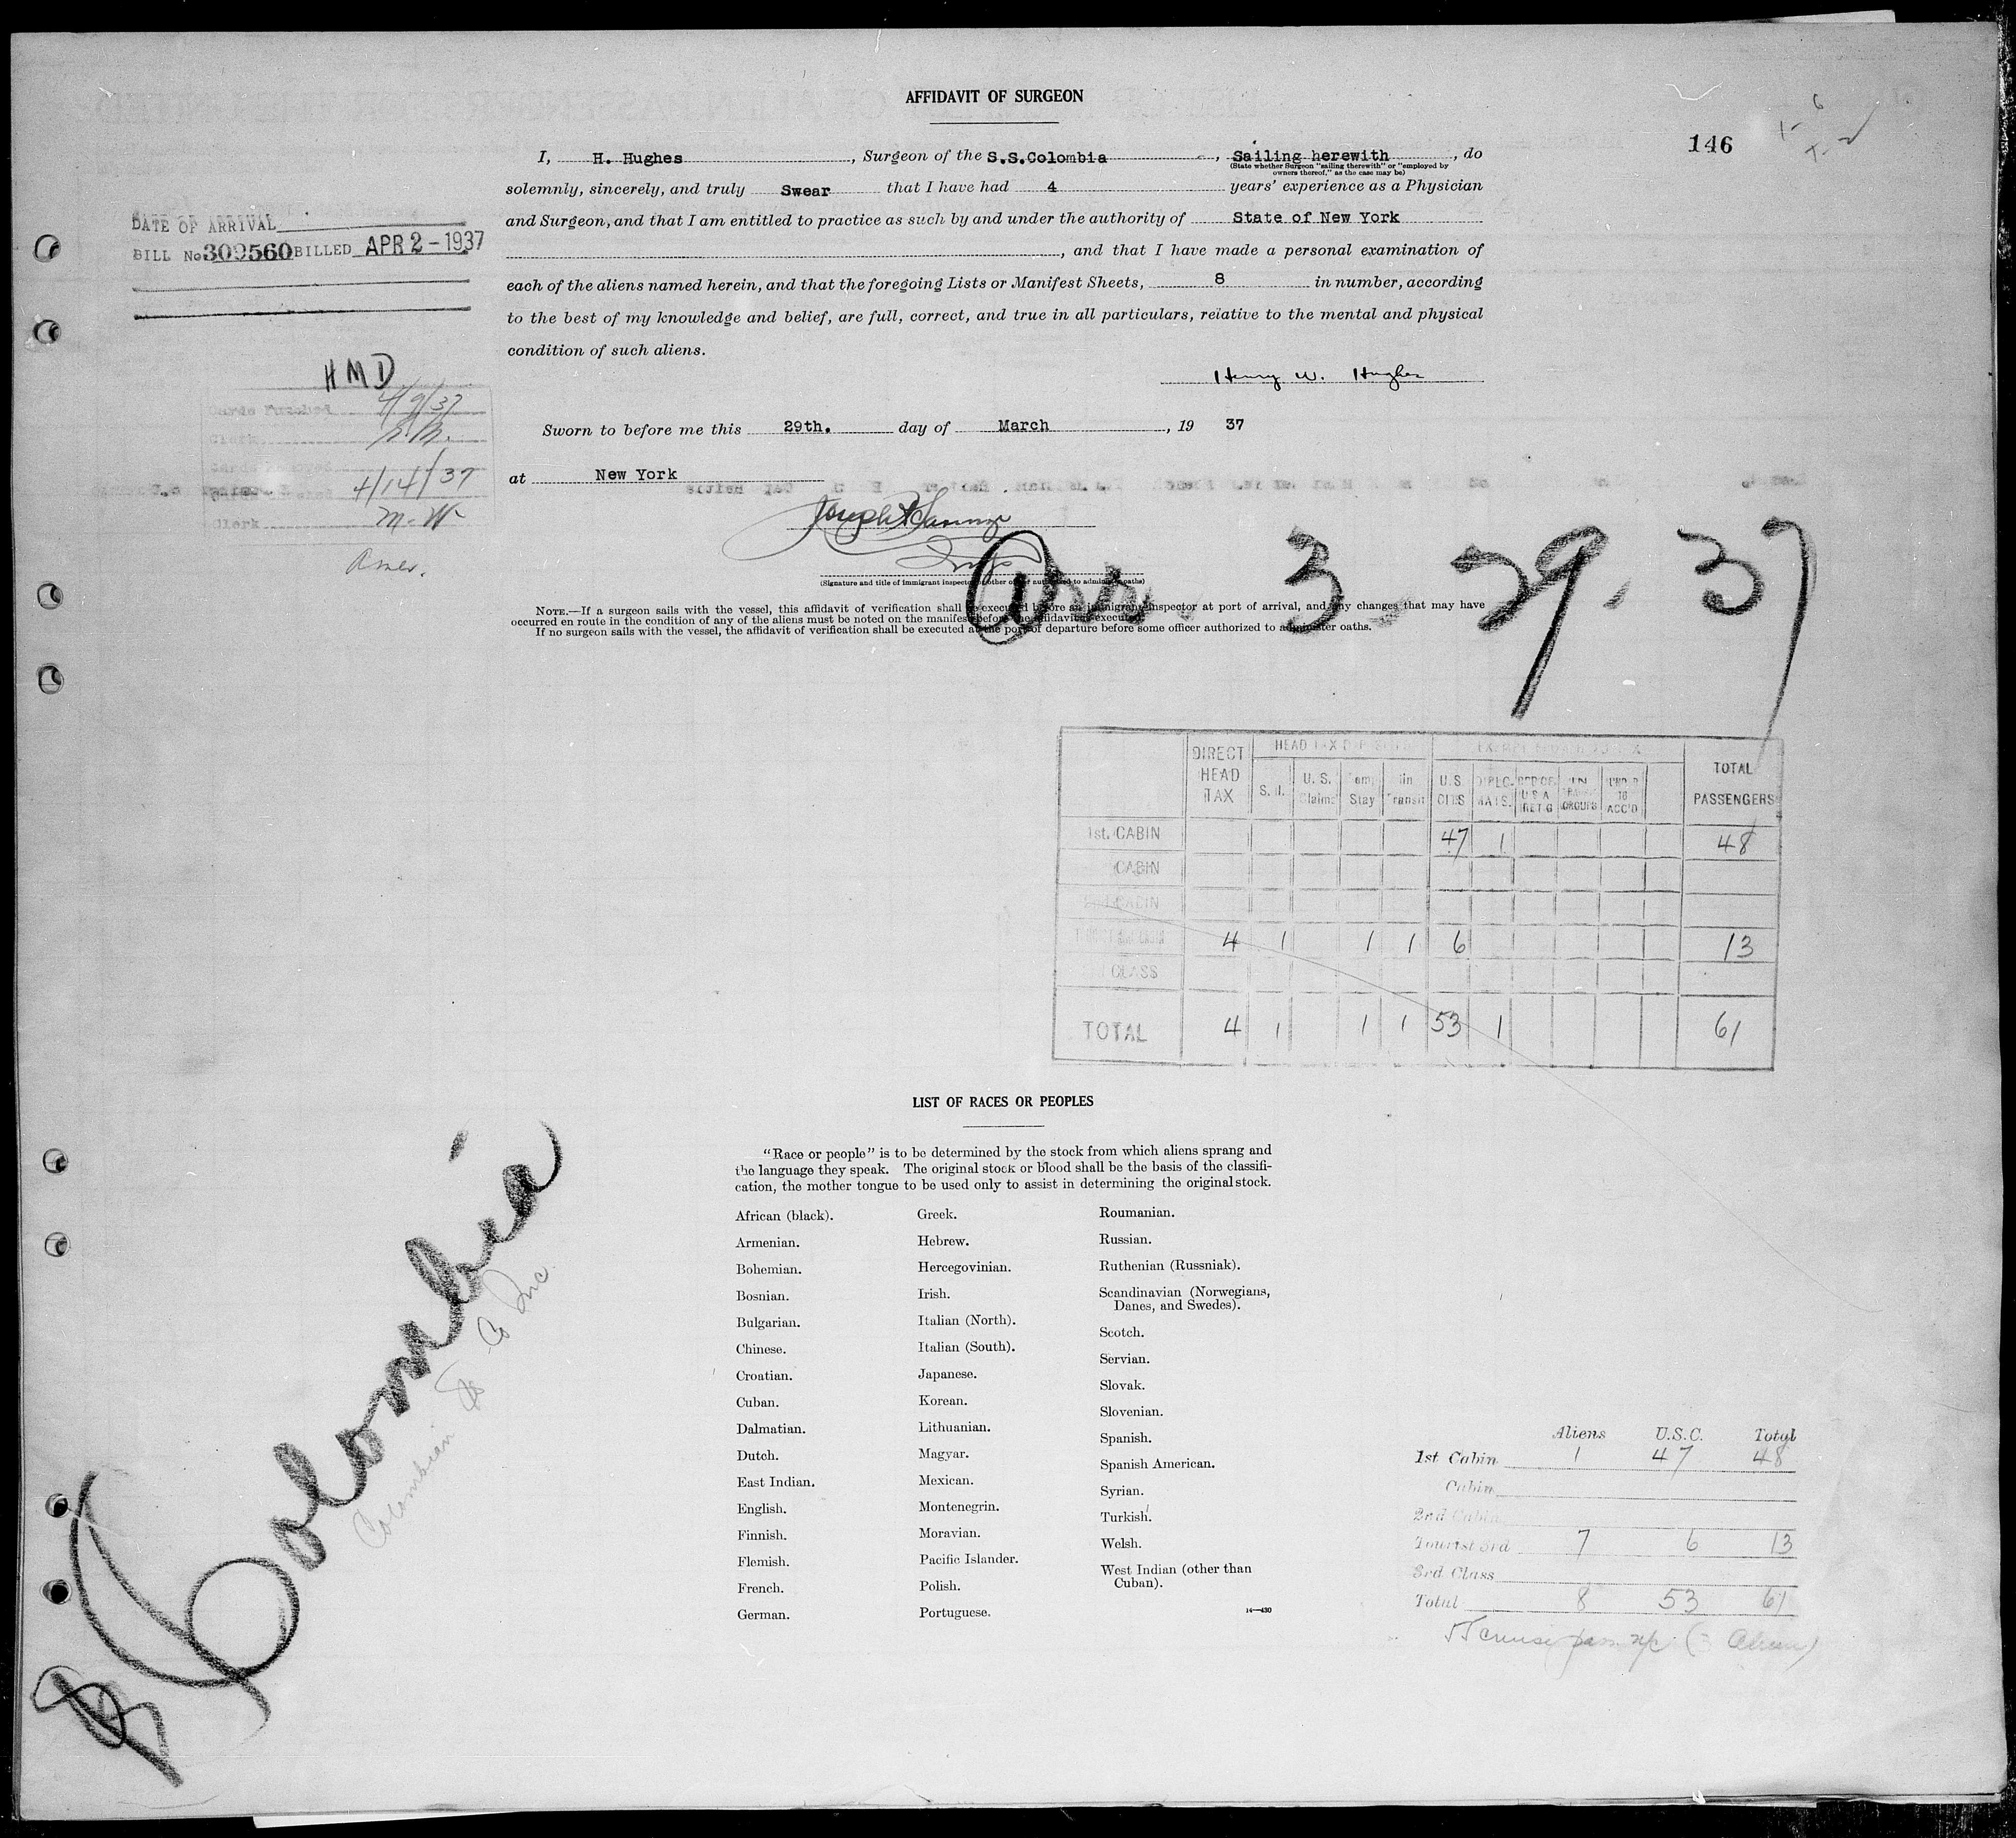 AFFIDAVIT OF SURGEON
146
I, H. Hughes, Surgeon of the S.S.Colombia, Sailing herewith, do
(State whether Surgeon "sailing therewith" or "employed by
owners thereof," as the case may be)
solemnly, sincerely, and truly Swear that I have had 4 years' experience as a Physician
and Surgeon, and that I am entitled to practice as such by and under the authority of State of New York
, and that I have made a personal examination of
each of the aliens named herein, and that the foregoing Lists or Manifest Sheets, 8 in number, according
to the best of my knowledge and belief, are full, correct, and true in all particulars, relative to the mental and physical
condition of such aliens.
Henry W. Hughes
Sworn to before me this 29th. day of March, 19 37
at New York
(Signature and title of immigrant inspector or other officer authorized to administer oaths)
NOTE.—If a surgeon sails with the vessel, this affidavit of verification shall be executed before an immigrant inspector at port of arrival, and any changes that may have
occurred en route in the condition of any of the aliens must be noted on the manifest before the affidavit is executed.
If no surgeon sails with the vessel, the affidavit of verification shall be executed at the port of departure before some officer authorized to administer oaths.
DATE OF ARRIVAL
BILL No 309560 BILLED APR 2-1937
HMD
Cards Punched 4/9/37
Clerk
4/14/37
Clerk M. W.
Amer.
Arr. 3. 29. 37
DIRECT HEAD TAX
HEAD TAX DEPOSITS
S. I.
U. S. Claims
Temp Stay
In Transit
U.S. CITS
DIPLOMATS.
TOTAL PASSENGERS
1st. CABIN 47 1 48
CABIN
2nd CABIN
4 1 1 1 6 13
CLASS
TOTAL 4 1 1 1 53 1 61
LIST OF RACES OR PEOPLES
"Race or people" is to be determined by the stock from which aliens sprang and
the language they speak. The original stock or blood shall be the basis of the classifi-
cation, the mother tongue to be used only to assist in determining the original stock.
African (black).
Armenian.
Bohemian.
Bosnian.
Bulgarian.
Chinese.
Croatian.
Cuban.
Dalmatian.
Dutch.
East Indian.
English.
Finnish.
Flemish.
French.
German.
Greek.
Hebrew.
Hercegovinian.
Irish.
Italian (North).
Italian (South).
Japanese.
Korean.
Lithuanian.
Magyar.
Mexican.
Montenegrin.
Moravian.
Pacific Islander.
Polish.
Portuguese.
Roumanian.
Russian.
Ruthenian (Russniak).
Scandinavian (Norwegians,
Danes, and Swedes).
Scotch.
Servian.
Slovak.
Slovenian.
Spanish.
Spanish American.
Syrian.
Turkish.
Welsh.
West Indian (other than
Cuban).
14—430
SS Colombia
Colombian SS Co Inc
Aliens U.S.C. Total
1st Cabin 1 47 48
Cabin
2nd Cabin
Tourist 3rd 7 6 13
3rd Class
Total 8 53 61